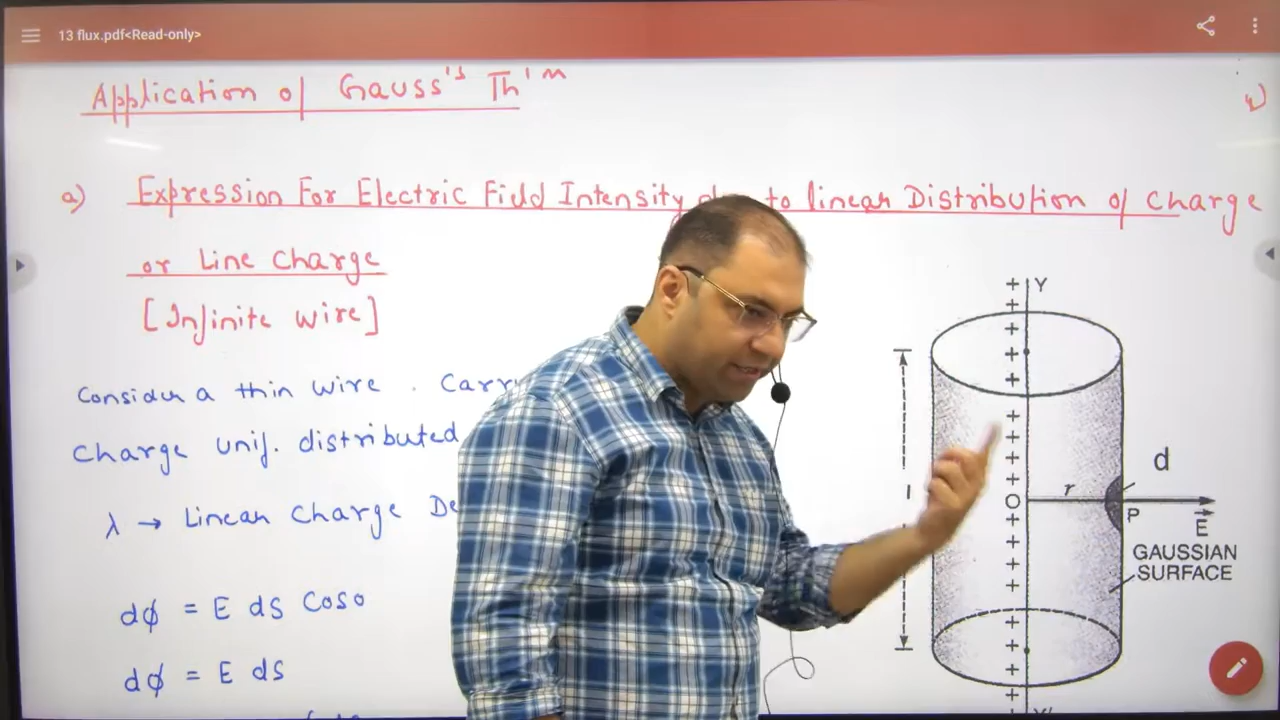 13 flux.pdf<Read-only>
Application of Gauss's Th'm
a) Expression For Electric Field Intensity to linear Distribution of Charge
or Line Charge
[Infinite wire]
Consider a thin wire . Carr
Charge unif. distributed
λ → Linear Charge De
dϕ = E ds Cos0
dϕ = E ds
+ Y
+
+
+
+
+
+
+
+
d
l
r
O
P
E
+
+
+
+
GAUSSIAN
SURFACE
+
+
+
+